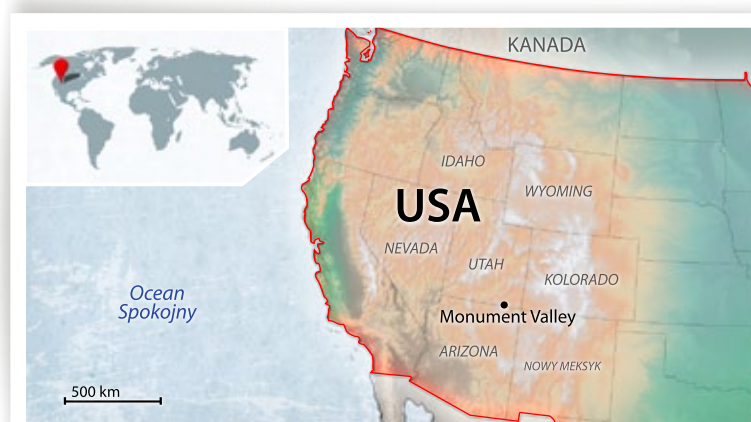 KANADA
IDAHO
WYOMING
USA
NEVADA
UTAH
KOLORADO
Ocean
Spokojny
Monument Valley
ARIZONA
NOWY MEKSYK
500 km